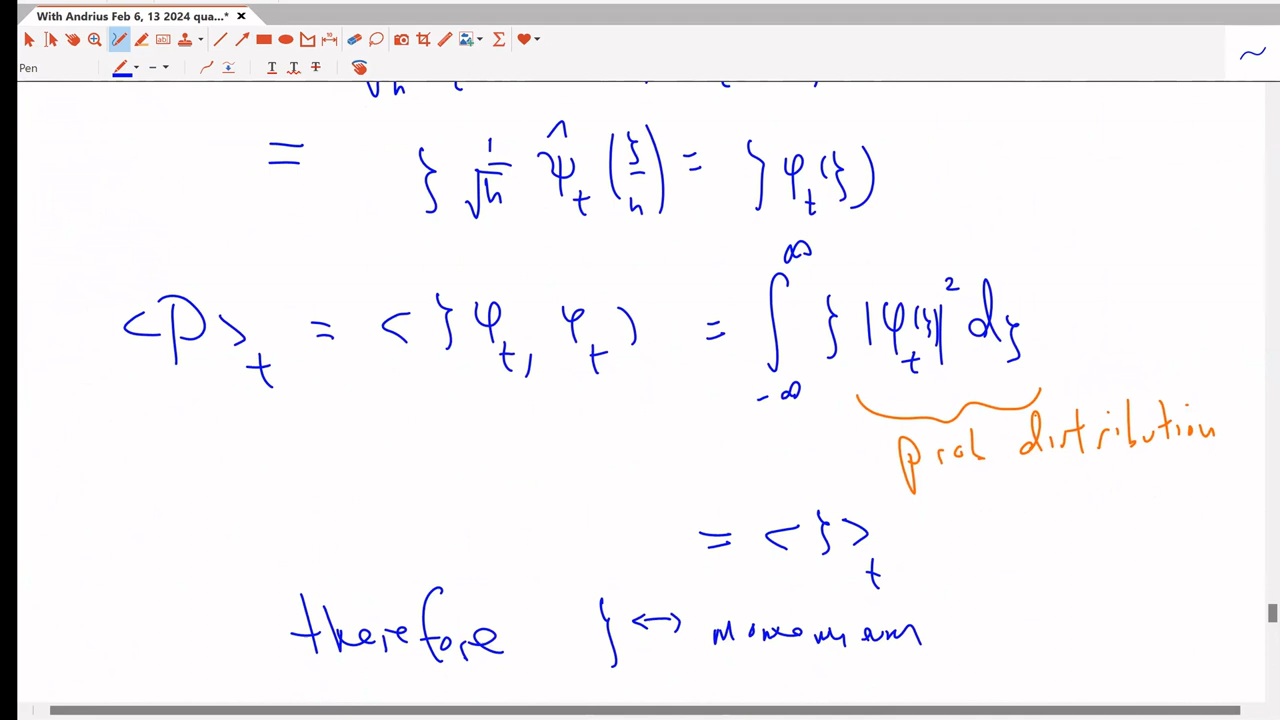 With Andrius Feb 6, 13 2024 qua...*
Pen
= ξ 1/√h ψ̂_t (ξ/h) = ξ φ_t(ξ)
<P>_t = < ξ φ_t, φ_t > = ∫_{-∞}^{∞} ξ |φ_t(ξ)|² dξ
prob distribution
= < ξ >_t
therefore ξ ↔ momentum